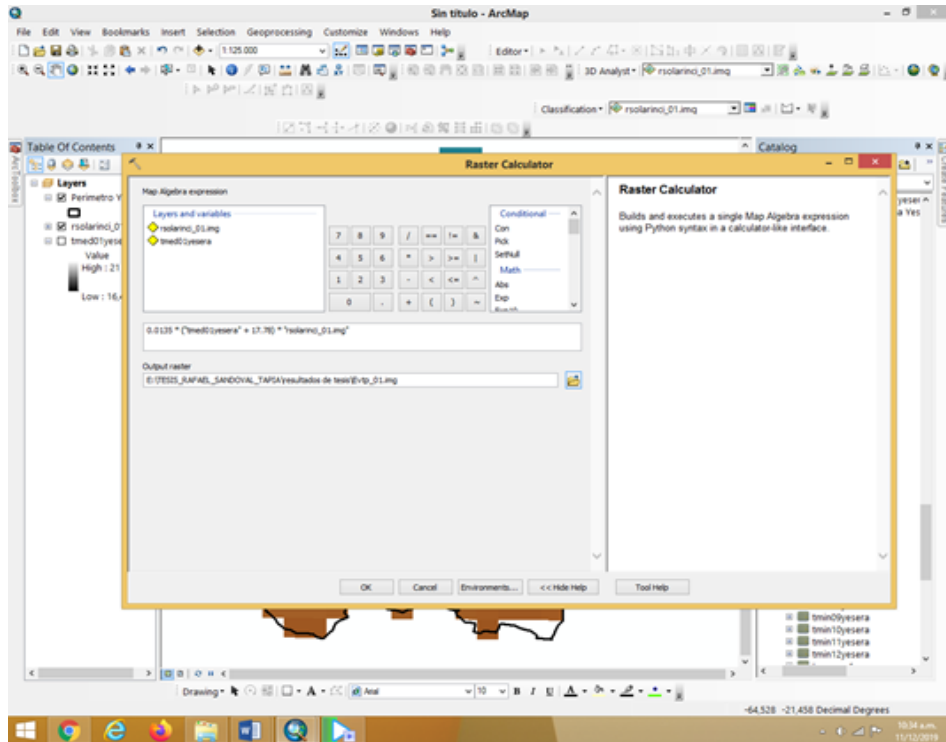 Sin título - ArcMap
File Edit View Bookmarks Insert Selection Geoprocessing Customize Windows Help
1:125.000
Editor
3D Analyst rsolarinci_01.img
Classification rsolarinci_01.img
Table Of Contents
Catalog
ArcToolbox
Create Features
Layers
Perimetro Y
rsolarinci_0
tmed01yese
Value
High : 21
Low : 16,
Raster Calculator
Map Algebra expression
Layers and variables
rsolarinci_01.img
tmed01yesera
7 8 9 / == != &
4 5 6 * > >= |
1 2 3 - < <= ^
0 . + ( ) ~
Conditional
Con
Pick
SetNull
Math
Abs
Exp
Exp10
0.0135 * ("tmed01yesera" + 17.78) * "rsolarinci_01.img"
Output raster
E:\TESIS_RAFAEL_SANDOVAL_TAPIA\resultados de tesis\Evtp_01.img
OK Cancel Environments... << Hide Help Tool Help
Raster Calculator
Builds and executes a single Map Algebra expression
using Python syntax in a calculator-like interface.
yeser
a Yes
tmin09yesera
tmin10yesera
tmin11yesera
tmin12yesera
Drawing Arial 10 B I U A
-64,528 -21,458 Decimal Degrees
10:34 a.m.
11/12/2019